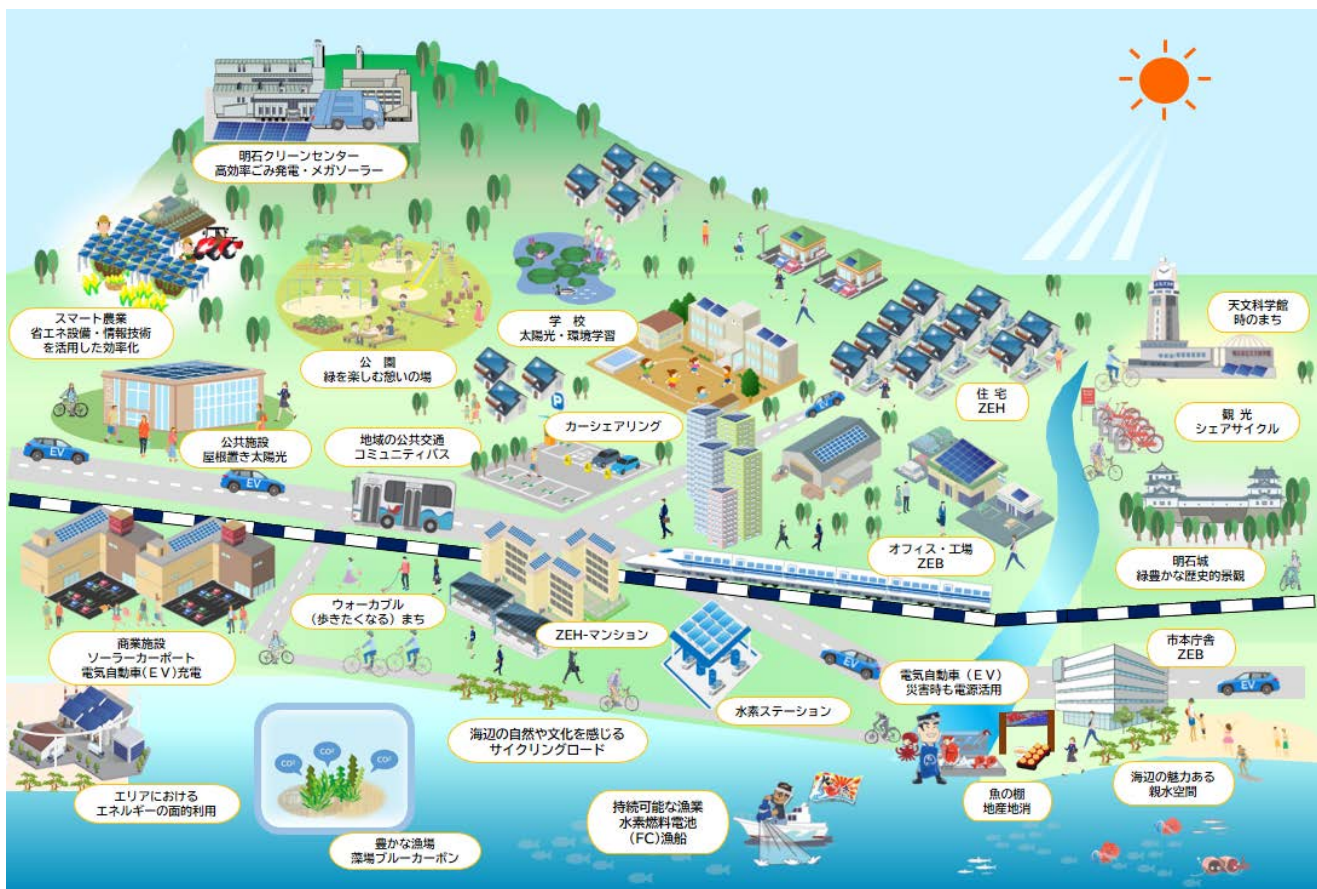 明石クリーンセンター
高効率ごみ発電・メガソーラー
スマート農業
省エネ設備・情報技術
を活用した効率化
公　園
緑を楽しむ憩いの場
学　校
太陽光・環境学習
天文科学館
時のまち
住 宅
ZEH
観 光
シェアサイクル
公共施設
屋根置き太陽光
地域の公共交通
コミュニティバス
カーシェアリング
P
EV
EV
EV
オフィス・工場
ZEB
明石城
緑豊かな歴史的景観
商業施設
ソーラーカーポート
電気自動車（ＥＶ）充電
ウォーカブル
（歩きたくなる）まち
ZEH-マンション
水素ステーション
EV
電気自動車（ＥＶ）
災害時も電源活用
市本庁舎
ZEB
EV
エリアにおける
エネルギーの面的利用
CO²
CO²
CO²
豊かな漁場
藻場ブルーカーボン
海辺の自然や文化を感じる
サイクリングロード
持続可能な漁業
水素燃料電池
（FC）漁船
魚の棚
地産地消
海辺の魅力ある
親水空間